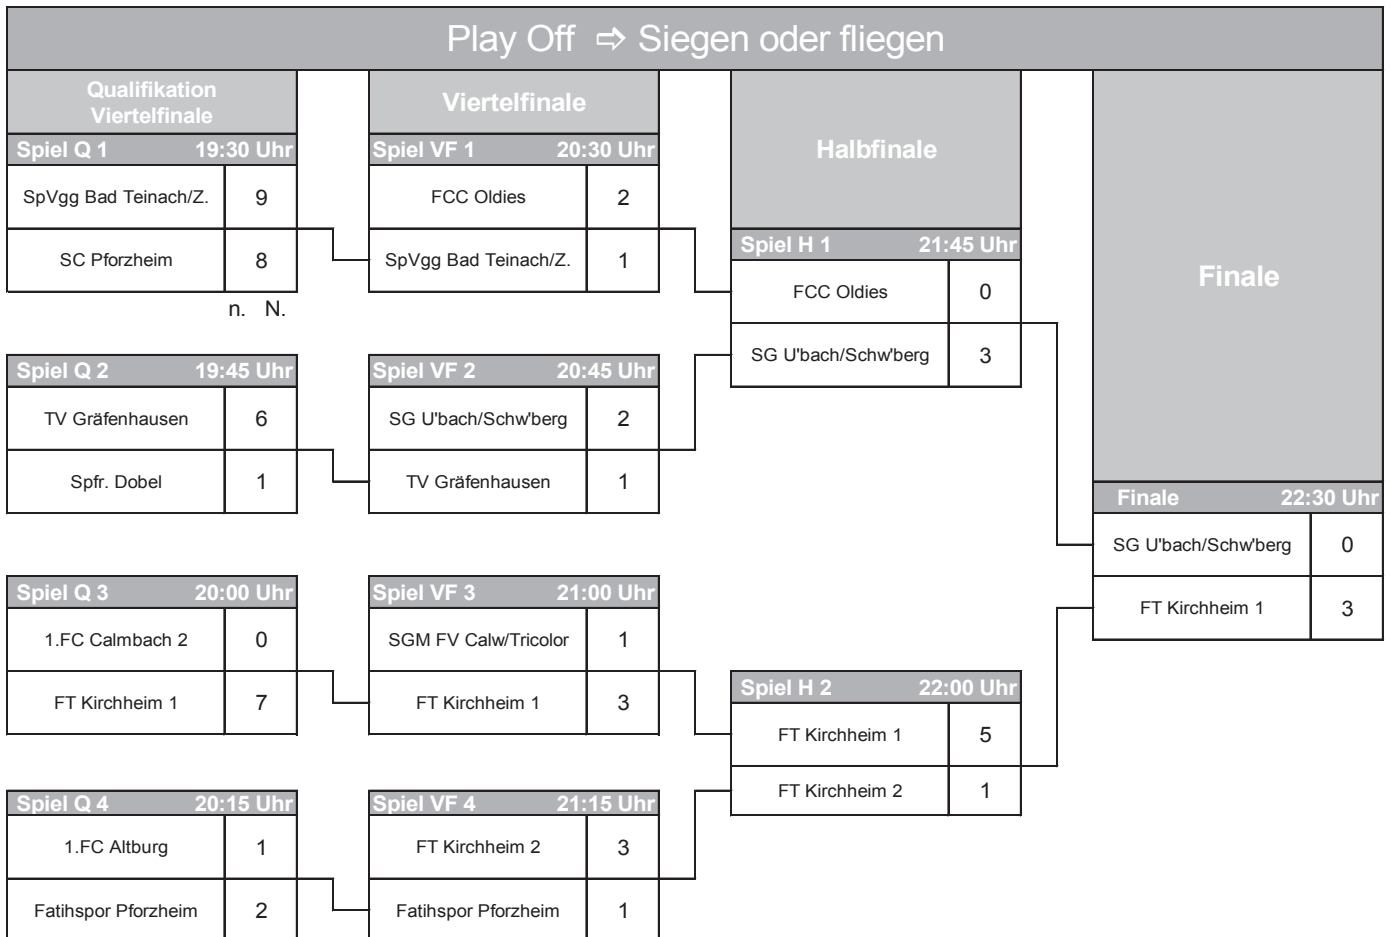 Play Off ⇨ Siegen oder fliegen
Qualifikation
Viertelfinale
Spiel Q 1 19:30 Uhr
SpVgg Bad Teinach/Z. 9
SC Pforzheim 8
n. N.
Spiel Q 2 19:45 Uhr
TV Gräfenhausen 6
Spfr. Dobel 1
Spiel Q 3 20:00 Uhr
1.FC Calmbach 2 0
FT Kirchheim 1 7
Spiel Q 4 20:15 Uhr
1.FC Altburg 1
Fatihspor Pforzheim 2
Viertelfinale
Spiel VF 1 20:30 Uhr
FCC Oldies 2
SpVgg Bad Teinach/Z. 1
Spiel VF 2 20:45 Uhr
SG U'bach/Schw'berg 2
TV Gräfenhausen 1
Spiel VF 3 21:00 Uhr
SGM FV Calw/Tricolor 1
FT Kirchheim 1 3
Spiel VF 4 21:15 Uhr
FT Kirchheim 2 3
Fatihspor Pforzheim 1
Halbfinale
Spiel H 1 21:45 Uhr
FCC Oldies 0
SG U'bach/Schw'berg 3
Spiel H 2 22:00 Uhr
FT Kirchheim 1 5
FT Kirchheim 2 1
Finale
Finale 22:30 Uhr
SG U'bach/Schw'berg 0
FT Kirchheim 1 3